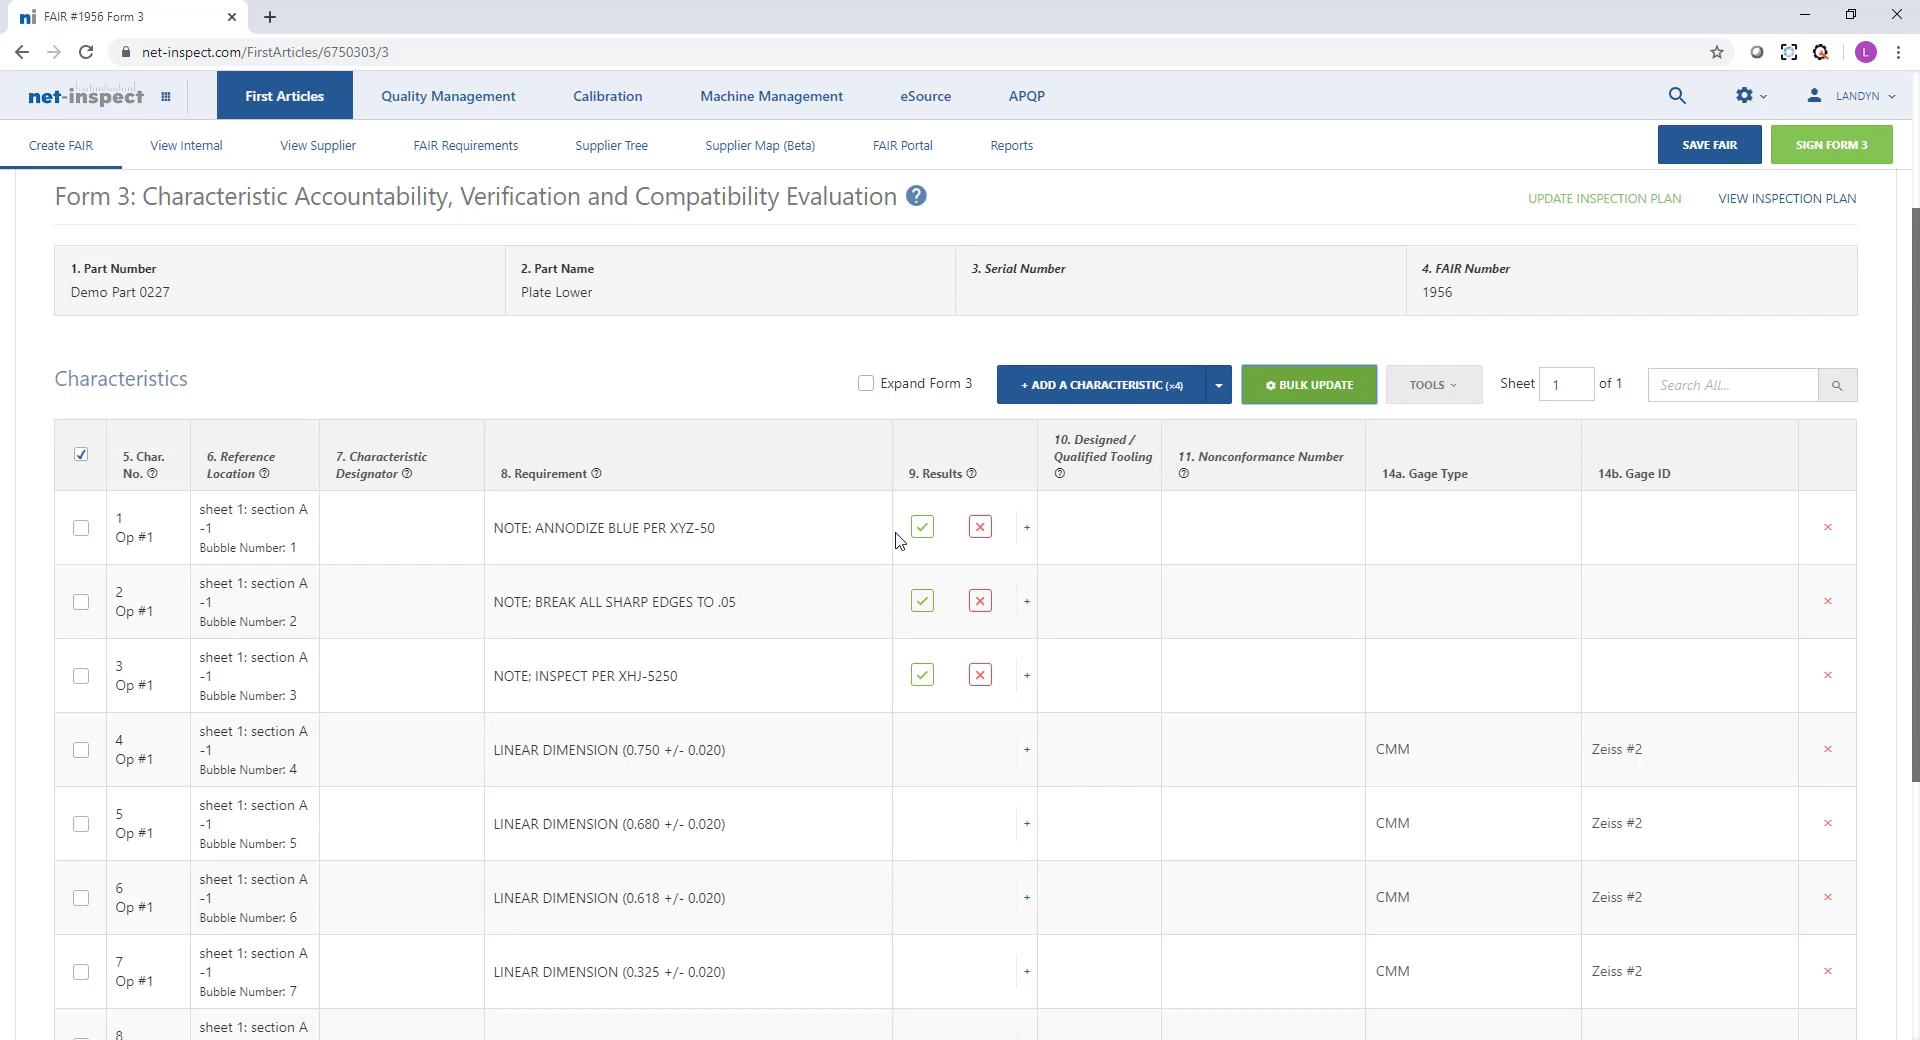 FAIR #1956 Form 3
net-inspect.com/FirstArticles/6750303/3
L
net-inspect
First Articles
Quality Management
Calibration
Machine Management
eSource
APQP
LANDYN
Create FAIR
View Internal
View Supplier
FAIR Requirements
Supplier Tree
Supplier Map (Beta)
FAIR Portal
Reports
SAVE FAIR
SIGN FORM 3
Form 3: Characteristic Accountability, Verification and Compatibility Evaluation
UPDATE INSPECTION PLAN
VIEW INSPECTION PLAN
1. Part Number
Demo Part 0227
2. Part Name
Plate Lower
3. Serial Number
4. FAIR Number
1956
Characteristics
Expand Form 3
+ ADD A CHARACTERISTIC (x4)
BULK UPDATE
TOOLS
Sheet 1 of 1
Search All...
5. Char.
No.
6. Reference
Location
7. Characteristic
Designator
8. Requirement
9. Results
10. Designed /
Qualified Tooling
11. Nonconformance Number
14a. Gage Type
14b. Gage ID
1
Op #1
sheet 1: section A
-1
Bubble Number: 1
NOTE: ANNODIZE BLUE PER XYZ-50
+
2
Op #1
sheet 1: section A
-1
Bubble Number: 2
NOTE; BREAK ALL SHARP EDGES TO .05
+
3
Op #1
sheet 1: section A
-1
Bubble Number: 3
NOTE; INSPECT PER XHJ-5250
+
4
Op #1
sheet 1: section A
-1
Bubble Number: 4
LINEAR DIMENSION (0.750 +/- 0.020)
+
CMM
Zeiss #2
5
Op #1
sheet 1: section A
-1
Bubble Number: 5
LINEAR DIMENSION (0.680 +/- 0.020)
+
CMM
Zeiss #2
6
Op #1
sheet 1: section A
-1
Bubble Number: 6
LINEAR DIMENSION (0.618 +/- 0.020)
+
CMM
Zeiss #2
7
Op #1
sheet 1: section A
-1
Bubble Number: 7
LINEAR DIMENSION (0.325 +/- 0.020)
+
CMM
Zeiss #2
8
sheet 1: section A